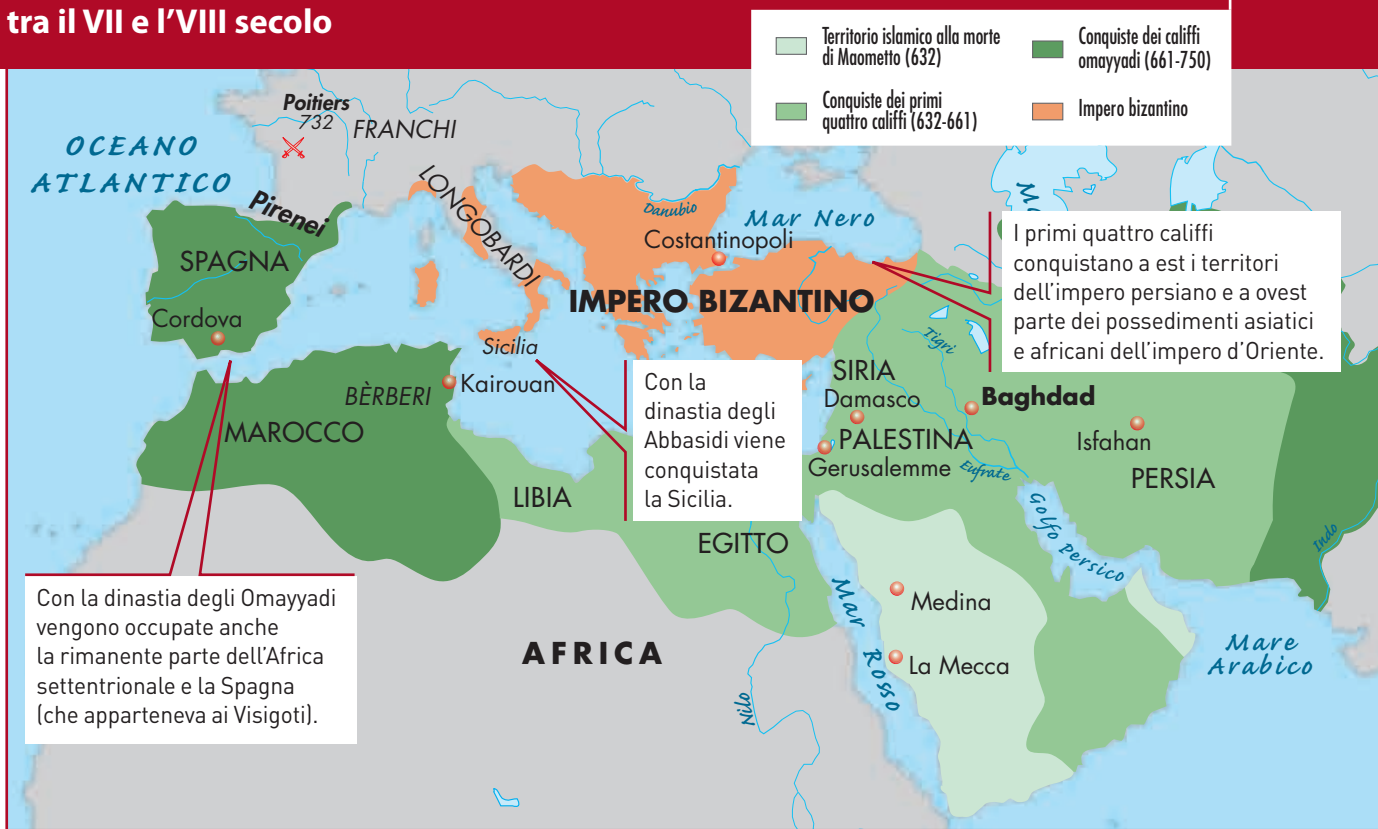 tra il VII e l'VIII secolo
Territorio islamico alla morte
di Maometto (632)
Conquiste dei primi
quattro califfi (632-661)
Conquiste dei califfi
omayyadi (661-750)
Impero bizantino
Poitiers
732
FRANCHI
OCEANO
ATLANTICO
Pirenei
LONGOBARDI
Danubio
Mar Nero
Costantinopoli
SPAGNA
IMPERO BIZANTINO
Cordova
Sicilia
BÈRBERI
Kairouan
MAROCCO
I primi quattro califfi
conquistano a est i territori
dell'impero persiano e a ovest
parte dei possedimenti asiatici
e africani dell'impero d'Oriente.
Tigri
SIRIA
Damasco
Baghdad
PALESTINA
Gerusalemme
Eufrate
Isfahan
PERSIA
Con la
dinastia degli
Abbasidi viene
conquistata
la Sicilia.
LIBIA
EGITTO
Golfo Persico
Indo
Con la dinastia degli Omayyadi
vengono occupate anche
la rimanente parte dell'Africa
settentrionale e la Spagna
(che apparteneva ai Visigoti).
AFRICA
Mar Rosso
Medina
La Mecca
Nilo
Mare
Arabico